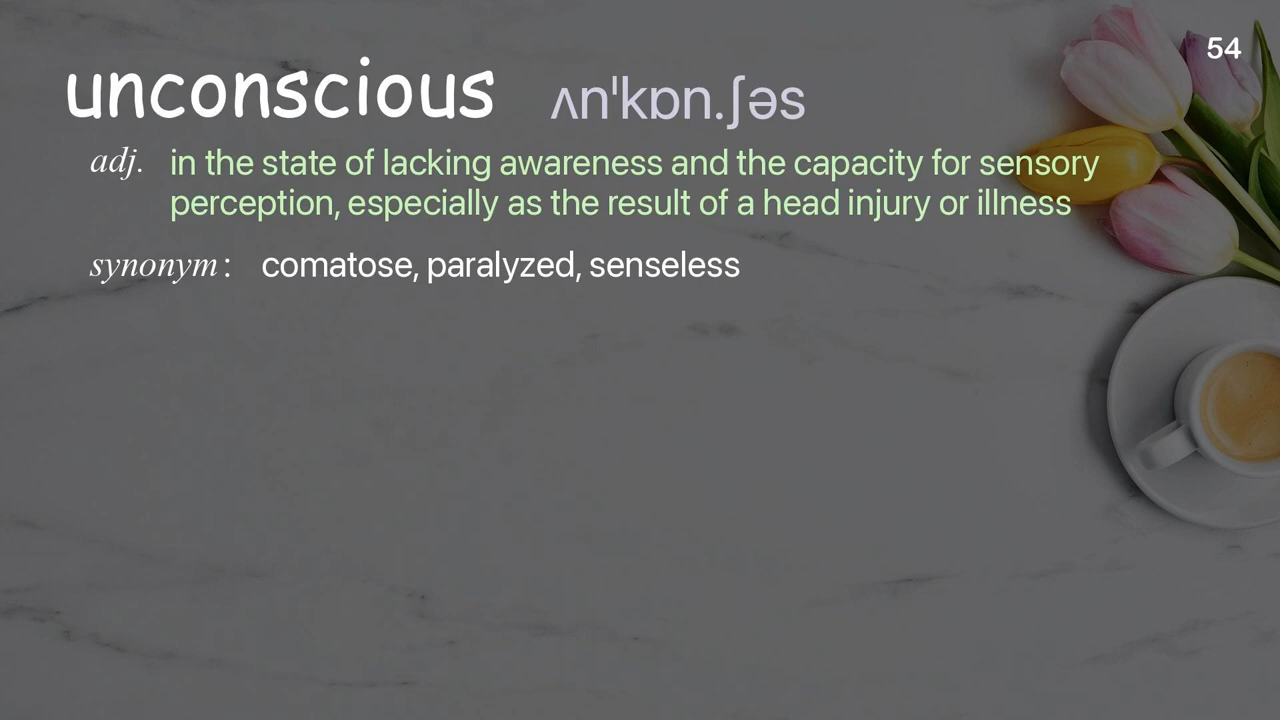 54
unconscious ʌnˈkɒn.ʃəs
adj. in the state of lacking awareness and the capacity for sensory
perception, especially as the result of a head injury or illness
synonym : comatose, paralyzed, senseless